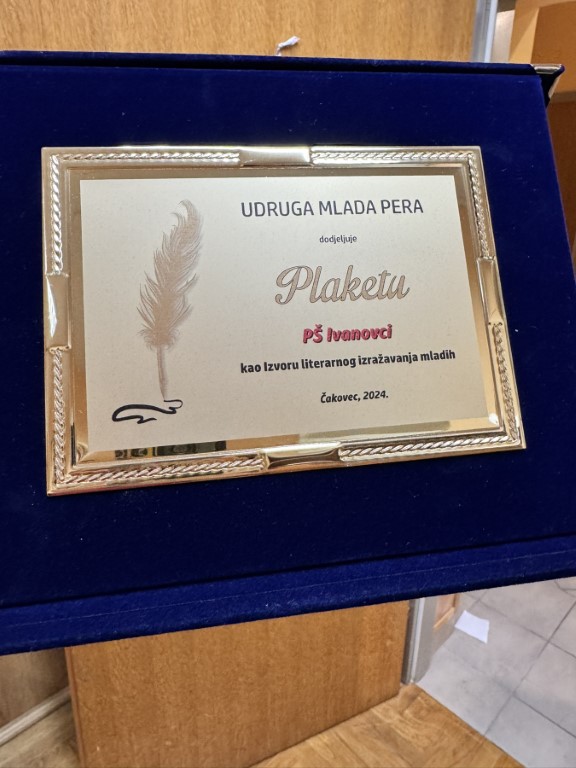 UDRUGA MLADA PERA
dodjeljuje
Plaketu
PŠ Ivanovci
kao Izvoru literarnog izražavanja mladih
Čakovec, 2024.